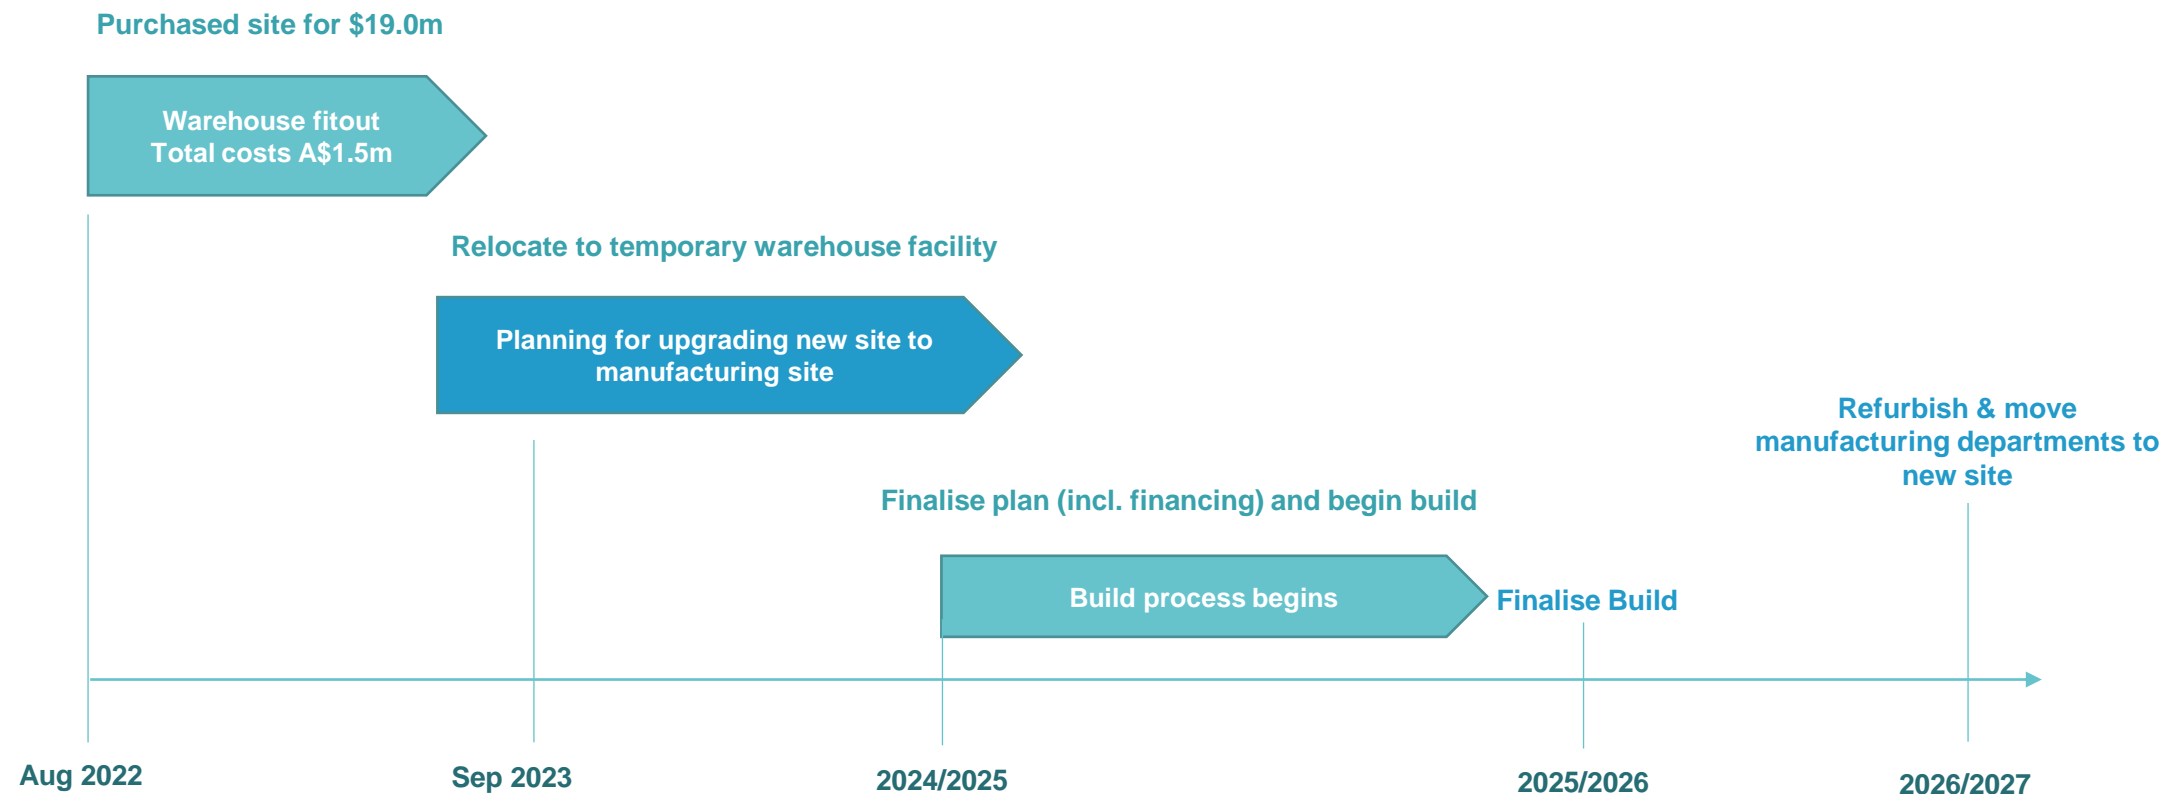 Purchased site for $19.0m
Warehouse fitout
Total costs A$1.5m
Relocate to temporary warehouse facility
Planning for upgrading new site to
manufacturing site
Refurbish & move
manufacturing departments to
new site
Finalise plan (incl. financing) and begin build
Build process begins
Finalise Build
Aug 2022
Sep 2023
2024/2025
2025/2026
2026/2027